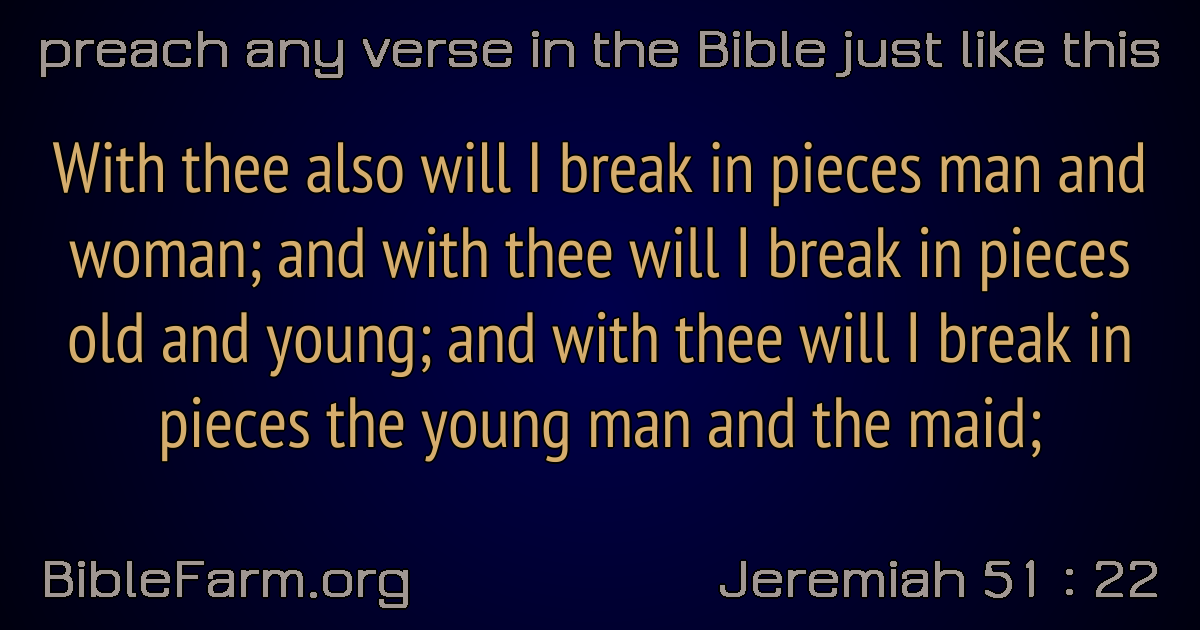 preach any verse in the Bible just like this
With thee also will I break in pieces man and
woman; and with thee will I break in pieces
old and young; and with thee will I break in
pieces the young man and the maid;
BibleFarm.org
Jeremiah 51 : 22